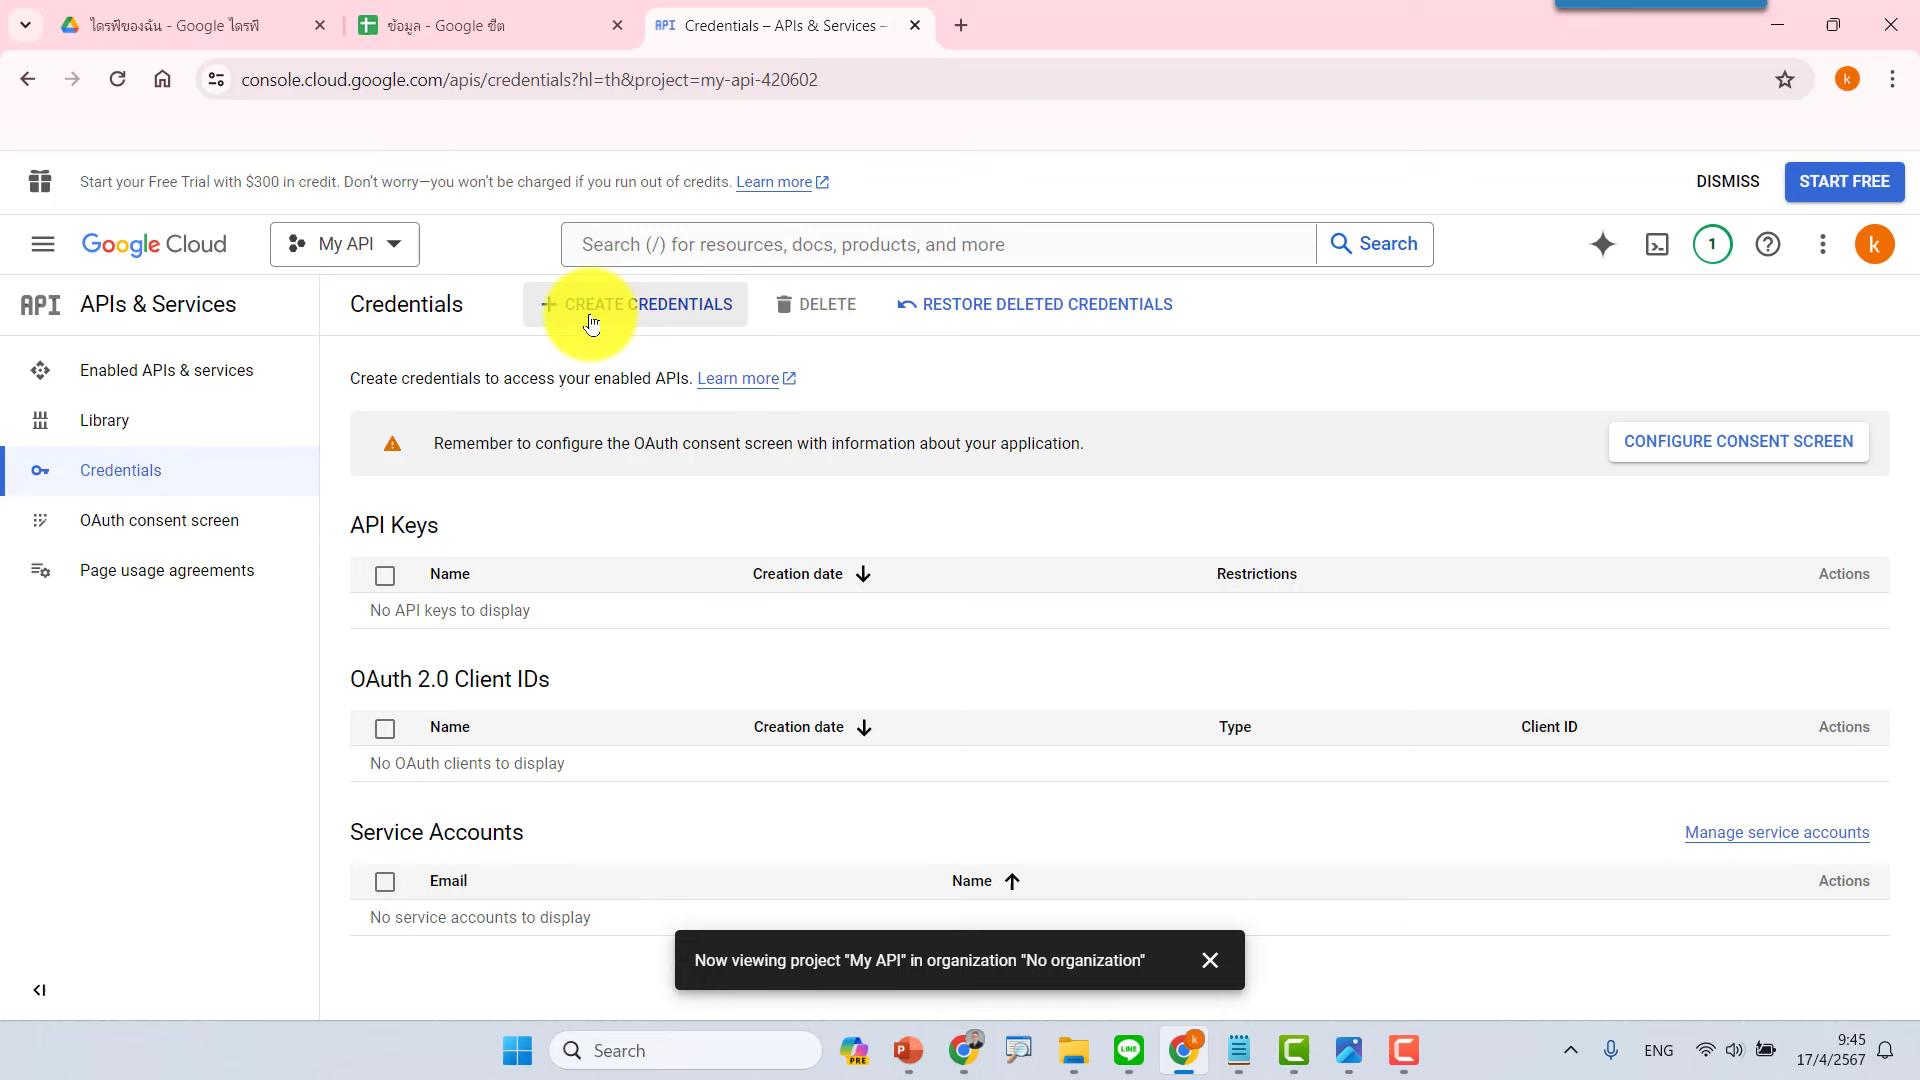 ไดรฟ์ของฉัน - Google ไดรฟ์
ข้อมูล - Google ชีต
API Credentials – APIs & Services –
console.cloud.google.com/apis/credentials?hl=th&project=my-api-420602
k
Start your Free Trial with $300 in credit. Don't worry—you won't be charged if you run out of credits. Learn more
DISMISS
START FREE
Google Cloud
My API
Search (/) for resources, docs, products, and more
Search
1
k
API APIs & Services
Credentials
CREATE CREDENTIALS
DELETE
RESTORE DELETED CREDENTIALS
Enabled APIs & services
Library
Credentials
OAuth consent screen
Page usage agreements
Create credentials to access your enabled APIs. Learn more
Remember to configure the OAuth consent screen with information about your application.
CONFIGURE CONSENT SCREEN
API Keys
Name Creation date Restrictions Actions
No API keys to display
OAuth 2.0 Client IDs
Name Creation date Type Client ID Actions
No OAuth clients to display
Service Accounts
Manage service accounts
Email Name Actions
No service accounts to display
Now viewing project "My API" in organization "No organization"
Search
PRE
P
LINE
k
C
C
ENG
9:45
17/4/2567